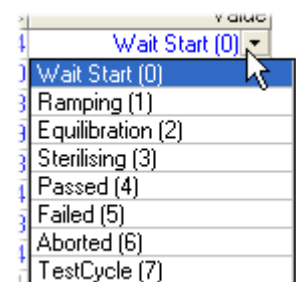 Value
Wait Start (0)
Wait Start (0)
Ramping (1)
Equilibration (2)
Sterilising (3)
Passed (4)
Failed (5)
Aborted (6)
TestCycle (7)